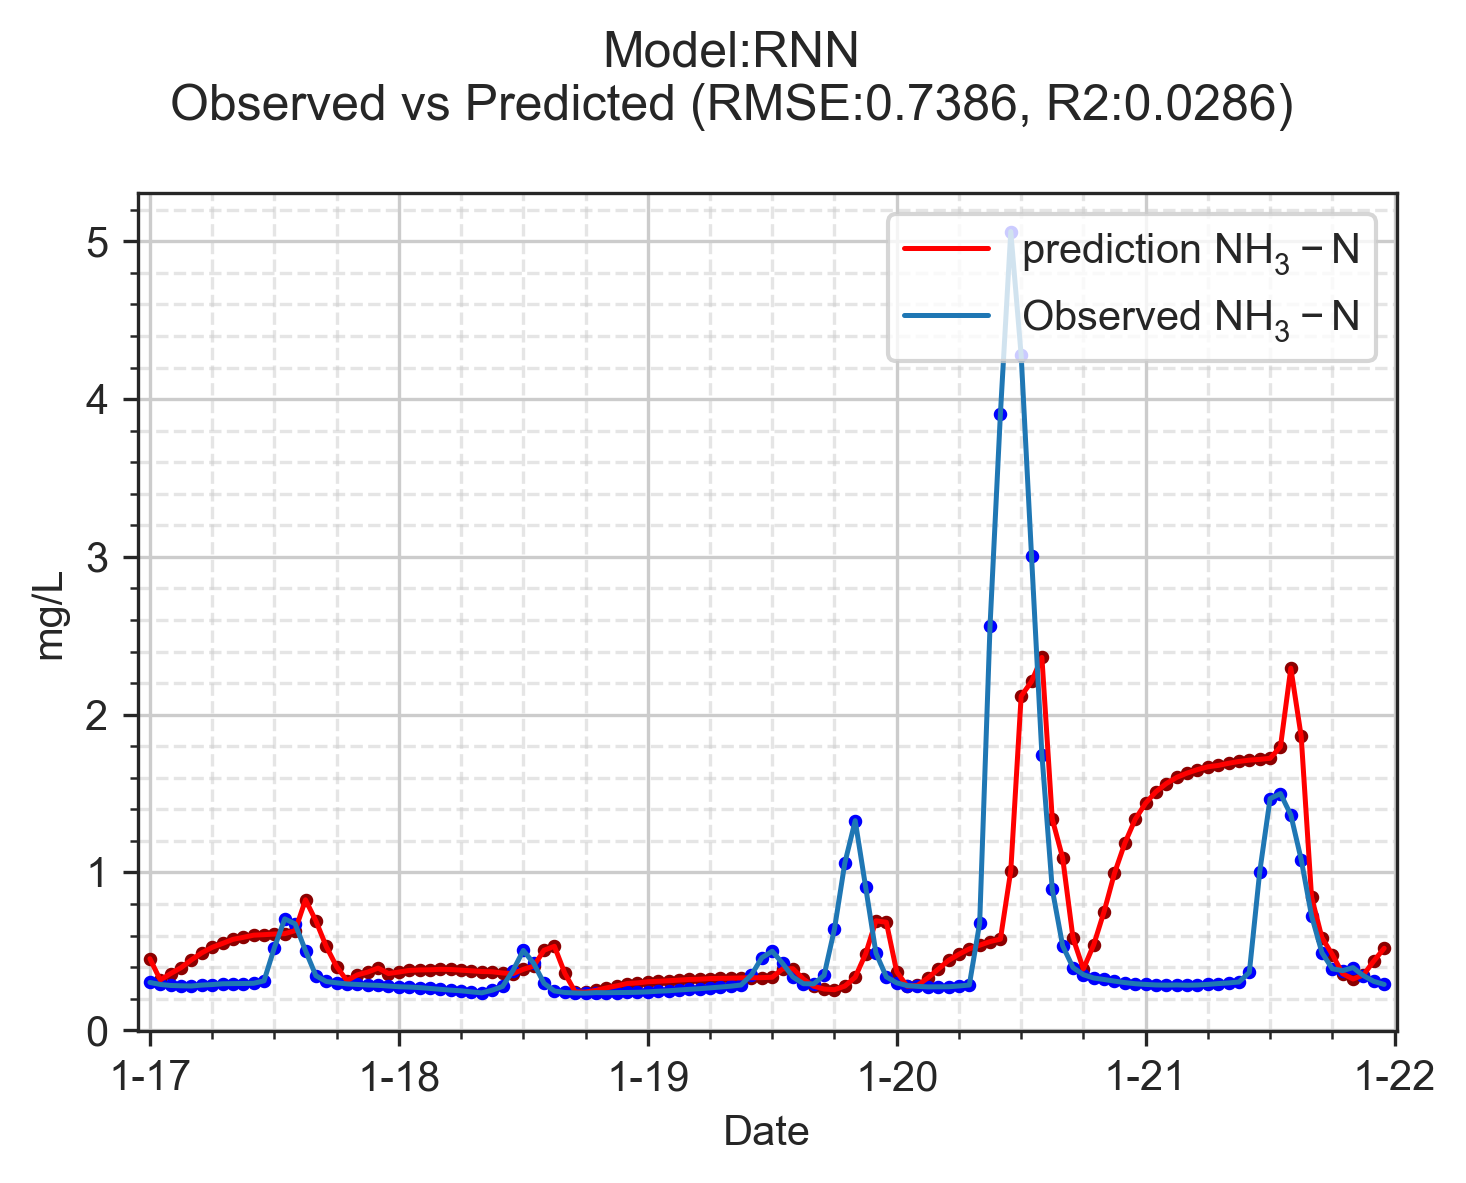 Model:RNN
Observed vs Predicted (RMSE:0.7386, R2:0.0286)
prediction NH₃ − N
Observed NH₃ − N
5
4
3
2
1
0
mg/L
1-17 1-18 1-19 1-20 1-21 1-22
Date